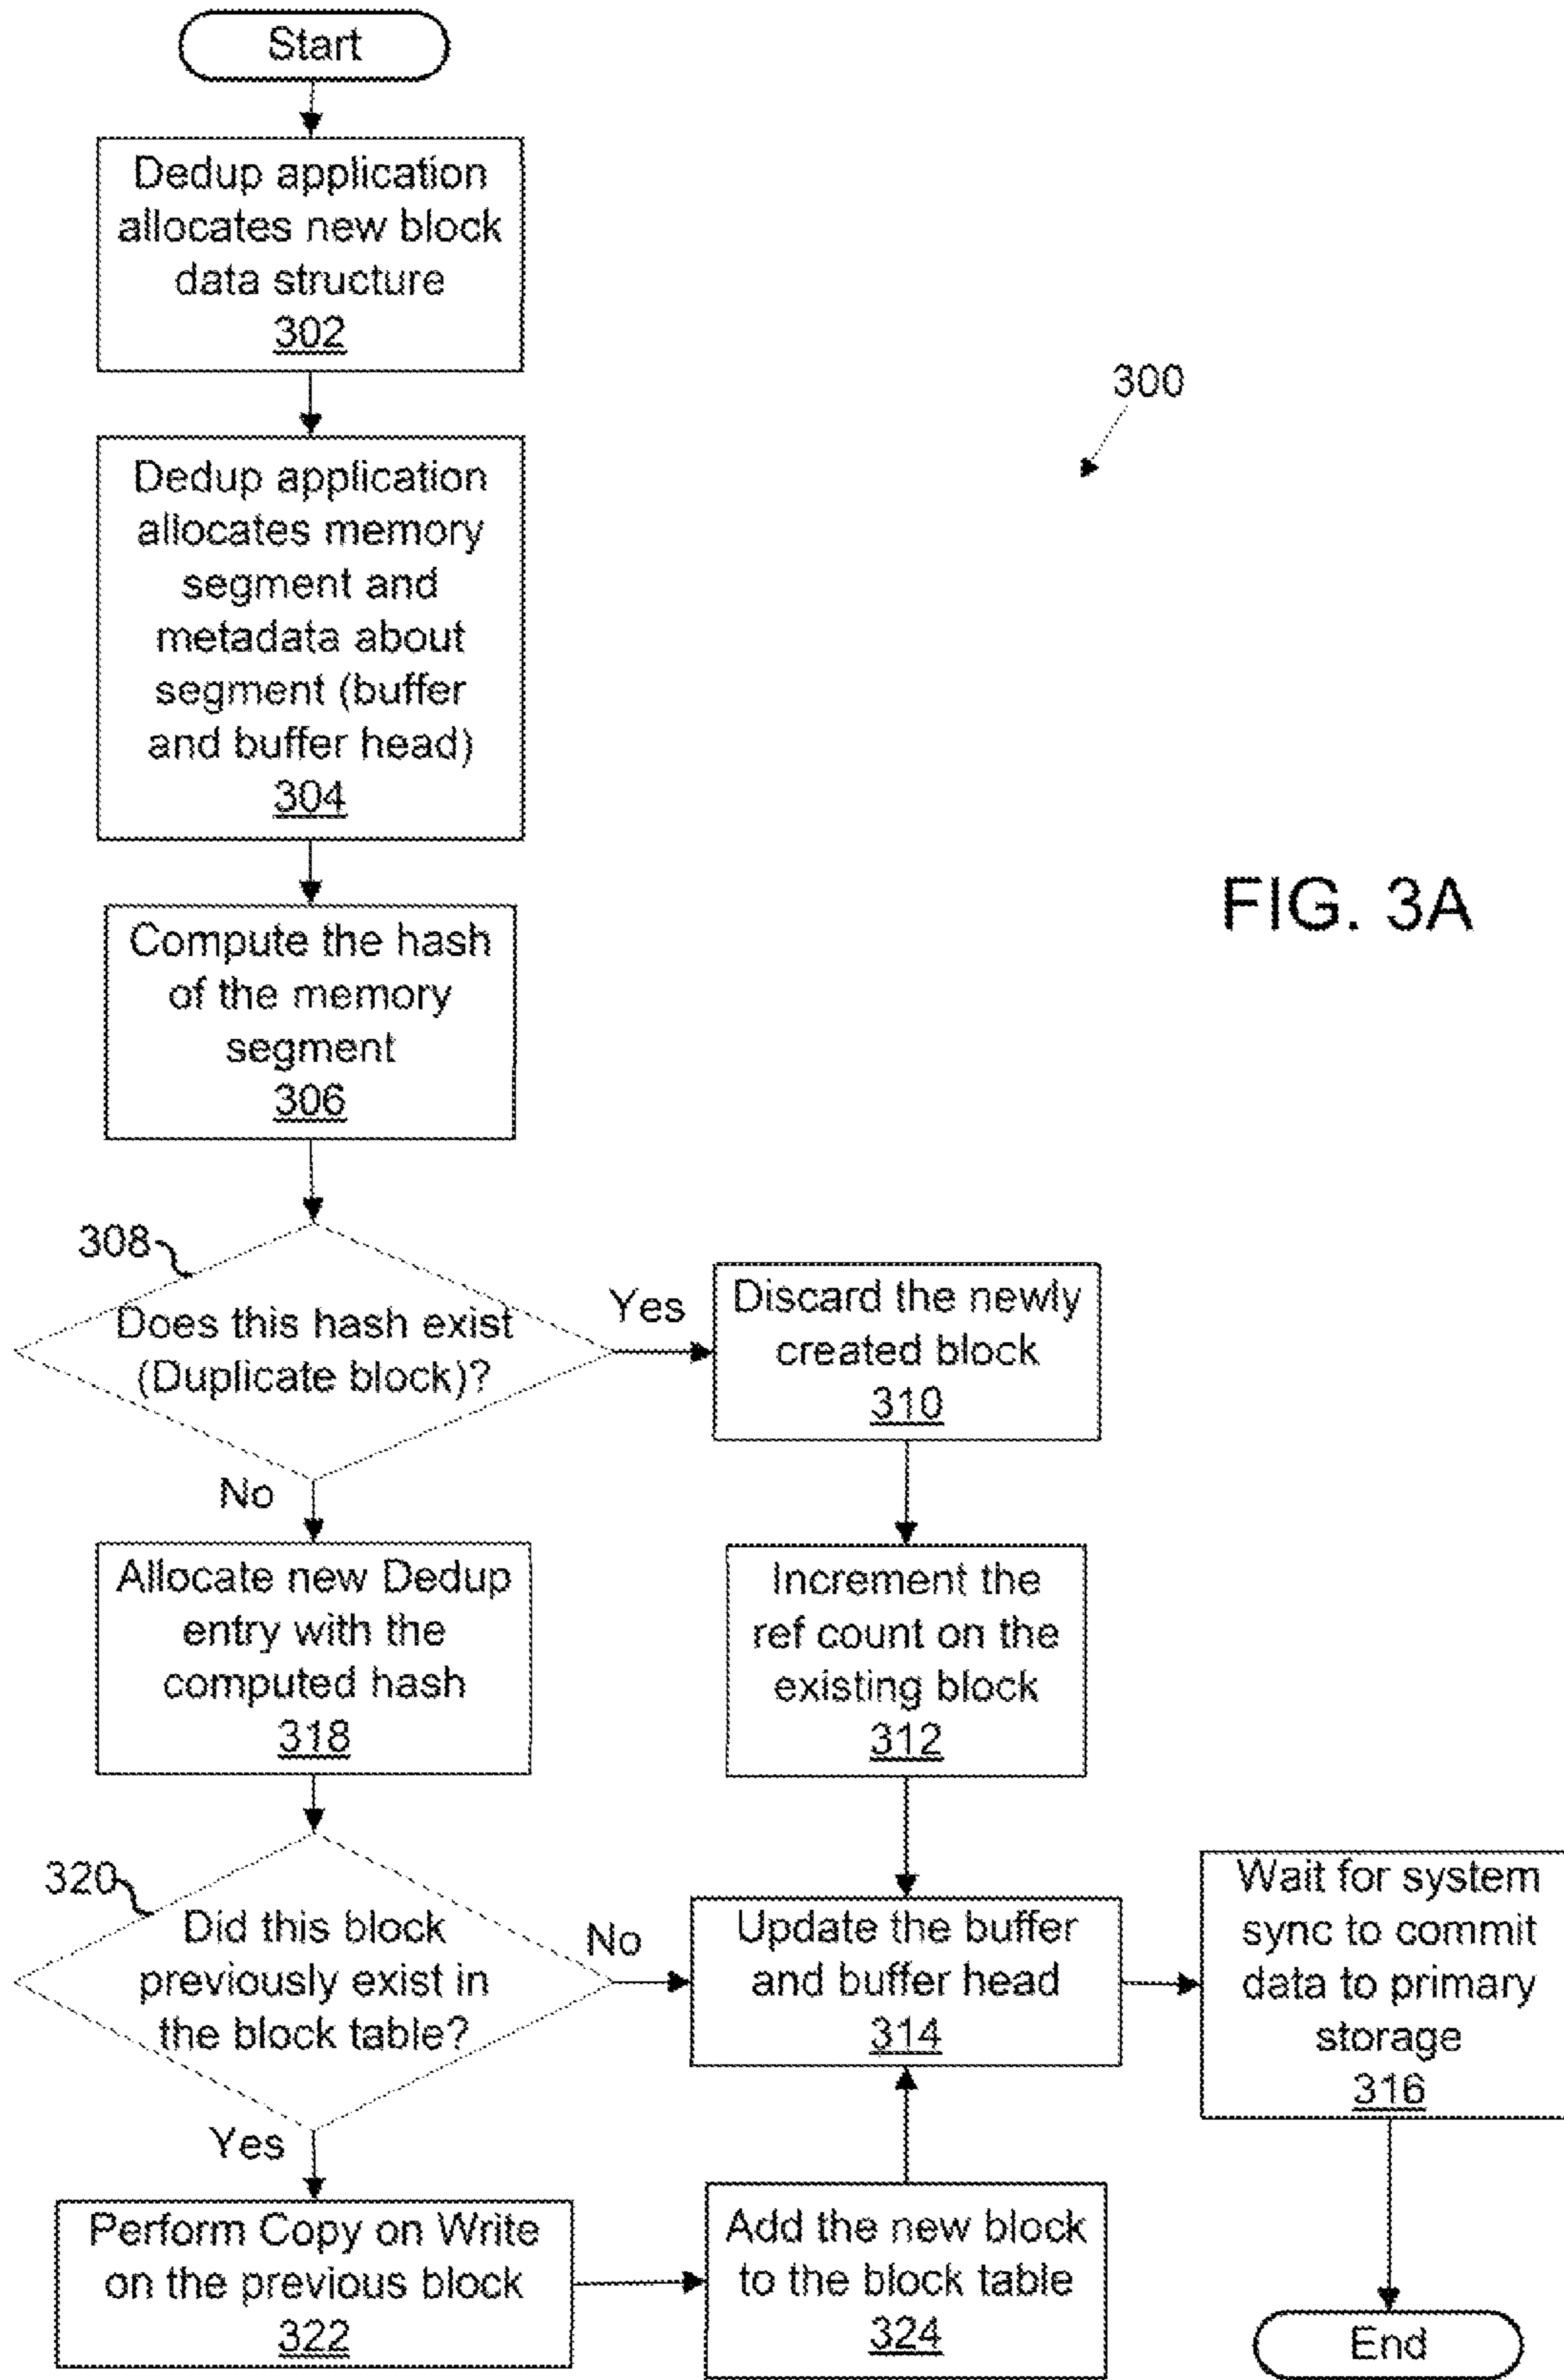 Start
Dedup application
allocates new block
data structure
302
300
Dedup application
allocates memory
segment and
metadata about
segment (buffer
and buffer head)
304
FIG. 3A
Compute the hash
of the memory
segment
306
308
Does this hash exist
(Duplicate block)?
Yes
Discard the newly
created block
310
No
Allocate new Dedup
entry with the
computed hash
318
Increment the
ref count on the
existing block
312
320
Did this block
previously exist in
the block table?
No
Update the buffer
and buffer head
314
Wait for system
sync to commit
data to primary
storage
316
Yes
Perform Copy on Write
on the previous block
322
Add the new block
to the block table
324
End